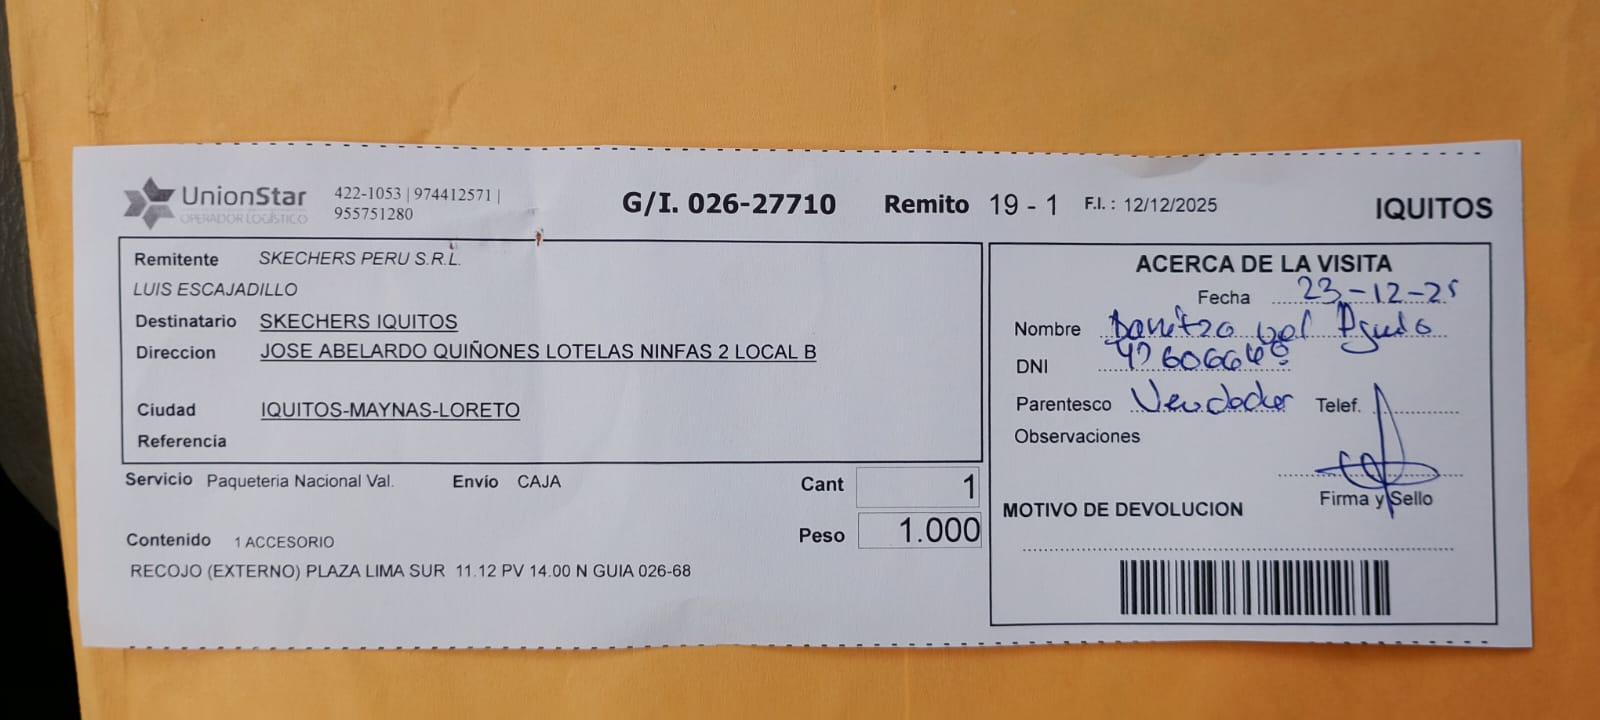 UnionStar
OPERADOR LOGÍSTICO
422-1053 | 974412571 |
955751280
G/I. 026-27710 Remito 19 - 1 F.I. : 12/12/2025 IQUITOS
Remitente SKECHERS PERU S.R.L.
LUIS ESCAJADILLO
Destinatario SKECHERS IQUITOS
Direccion JOSE ABELARDO QUIÑONES LOTELAS NINFAS 2 LOCAL B
Ciudad IQUITOS-MAYNAS-LORETO
Referencia
Servicio Paqueteria Nacional Val. Envío CAJA
Cant 1
Peso 1.000
Contenido 1 ACCESORIO
RECOJO (EXTERNO) PLAZA LIMA SUR 11.12 PV 14.00 N GUIA 026-68
ACERCA DE LA VISITA
Fecha 23-12-25
Nombre del Aguila
DNI
Parentesco Vendedor Telef.
Observaciones
Firma y Sello
MOTIVO DE DEVOLUCION